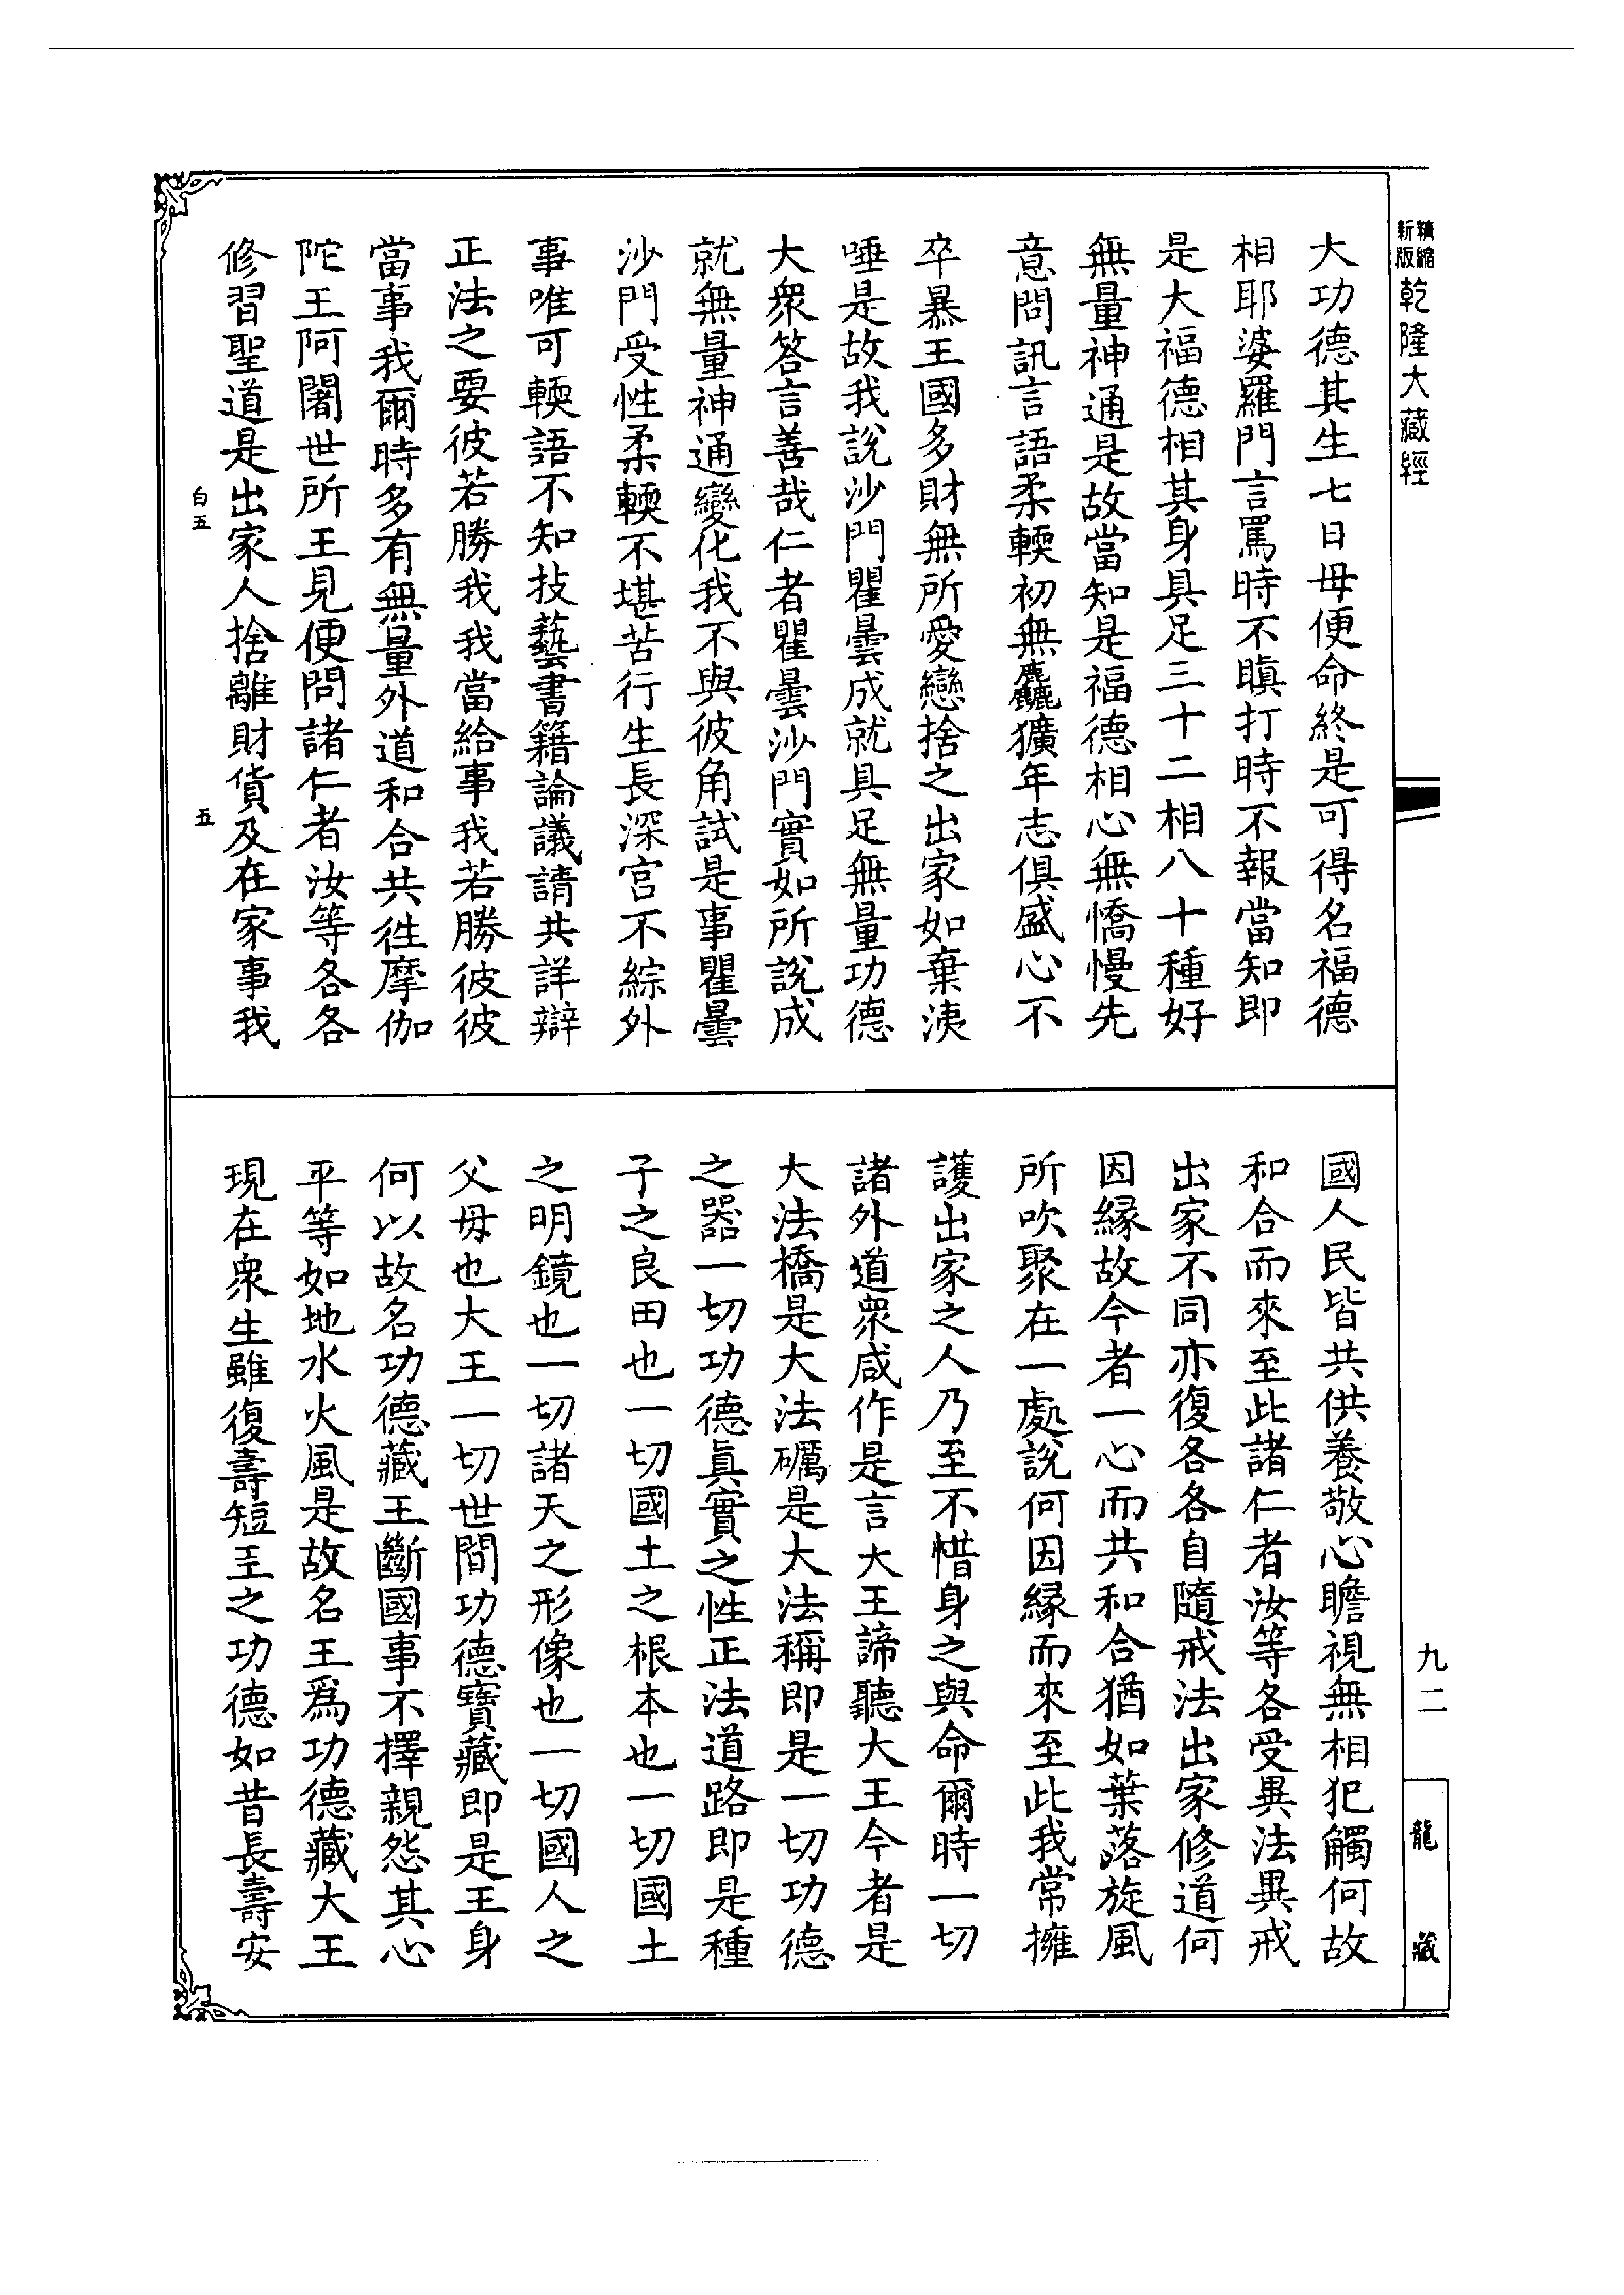 精縮新版乾隆大藏經
九二
龍藏
大功德其生七日毋便命終是可得名福德
相耶婆羅門言罵時不瞋打時不報當知即
是大福德相其身具足三十二相八十種好
無量神通是故當知是福德相心無憍慢先
意問訊言語柔輭初無麤獷年志俱盛心不
卒暴王國多財無所愛戀捨之出家如棄洟
唾是故我說沙門瞿曇成就具足無量功德
大衆答言善哉仁者瞿曇沙門實如所說成
就無量神通變化我不與彼角試是事瞿曇
沙門受性柔輭不堪苦行生長深宮不綜外
事唯可輭語不知技藝書籍論議請共詳辯
正法之要彼若勝我我當給事我若勝彼彼
當事我爾時多有無量外道和合共徃摩伽
陀王阿闍世所王見便問諸仁者汝等各各
修習聖道是出家人捨離財貨及在家事我
白五
五
國人民皆共供養敬心瞻視無相犯觸何故
和合而來至此諸仁者汝等各受異法異戒
出家不同亦復各各自隨戒法出家修道何
因緣故今者一心而共和合猶如葉落旋風
所吹聚在一處說何因緣而來至此我常擁
護出家之人乃至不惜身之與命爾時一切
諸外道衆咸作是言大王諦聽大王今者是
大法橋是大法礪是大法稱即是一切功德
之器一切功德眞實之性正法道路即是種
子之良田也一切國土之根本也一切國土
之明鏡也一切諸天之形像也一切國人之
父毋也大王一切世間功德寶藏即是王身
何以故名功德藏王斷國事不擇親怨其心
平等如地水火風是故名王爲功德藏大王
現在衆生雖復壽短王之功德如昔長壽安